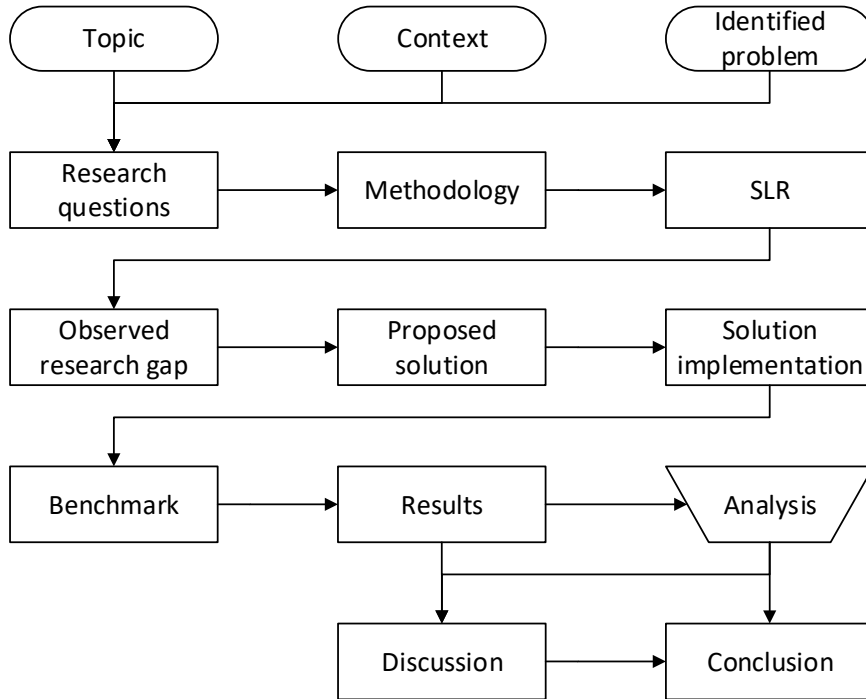 Topic
Context
Identified
problem
Research
questions
Methodology
SLR
Observed
research gap
Proposed
solution
Solution
implementation
Benchmark
Results
Analysis
Discussion
Conclusion